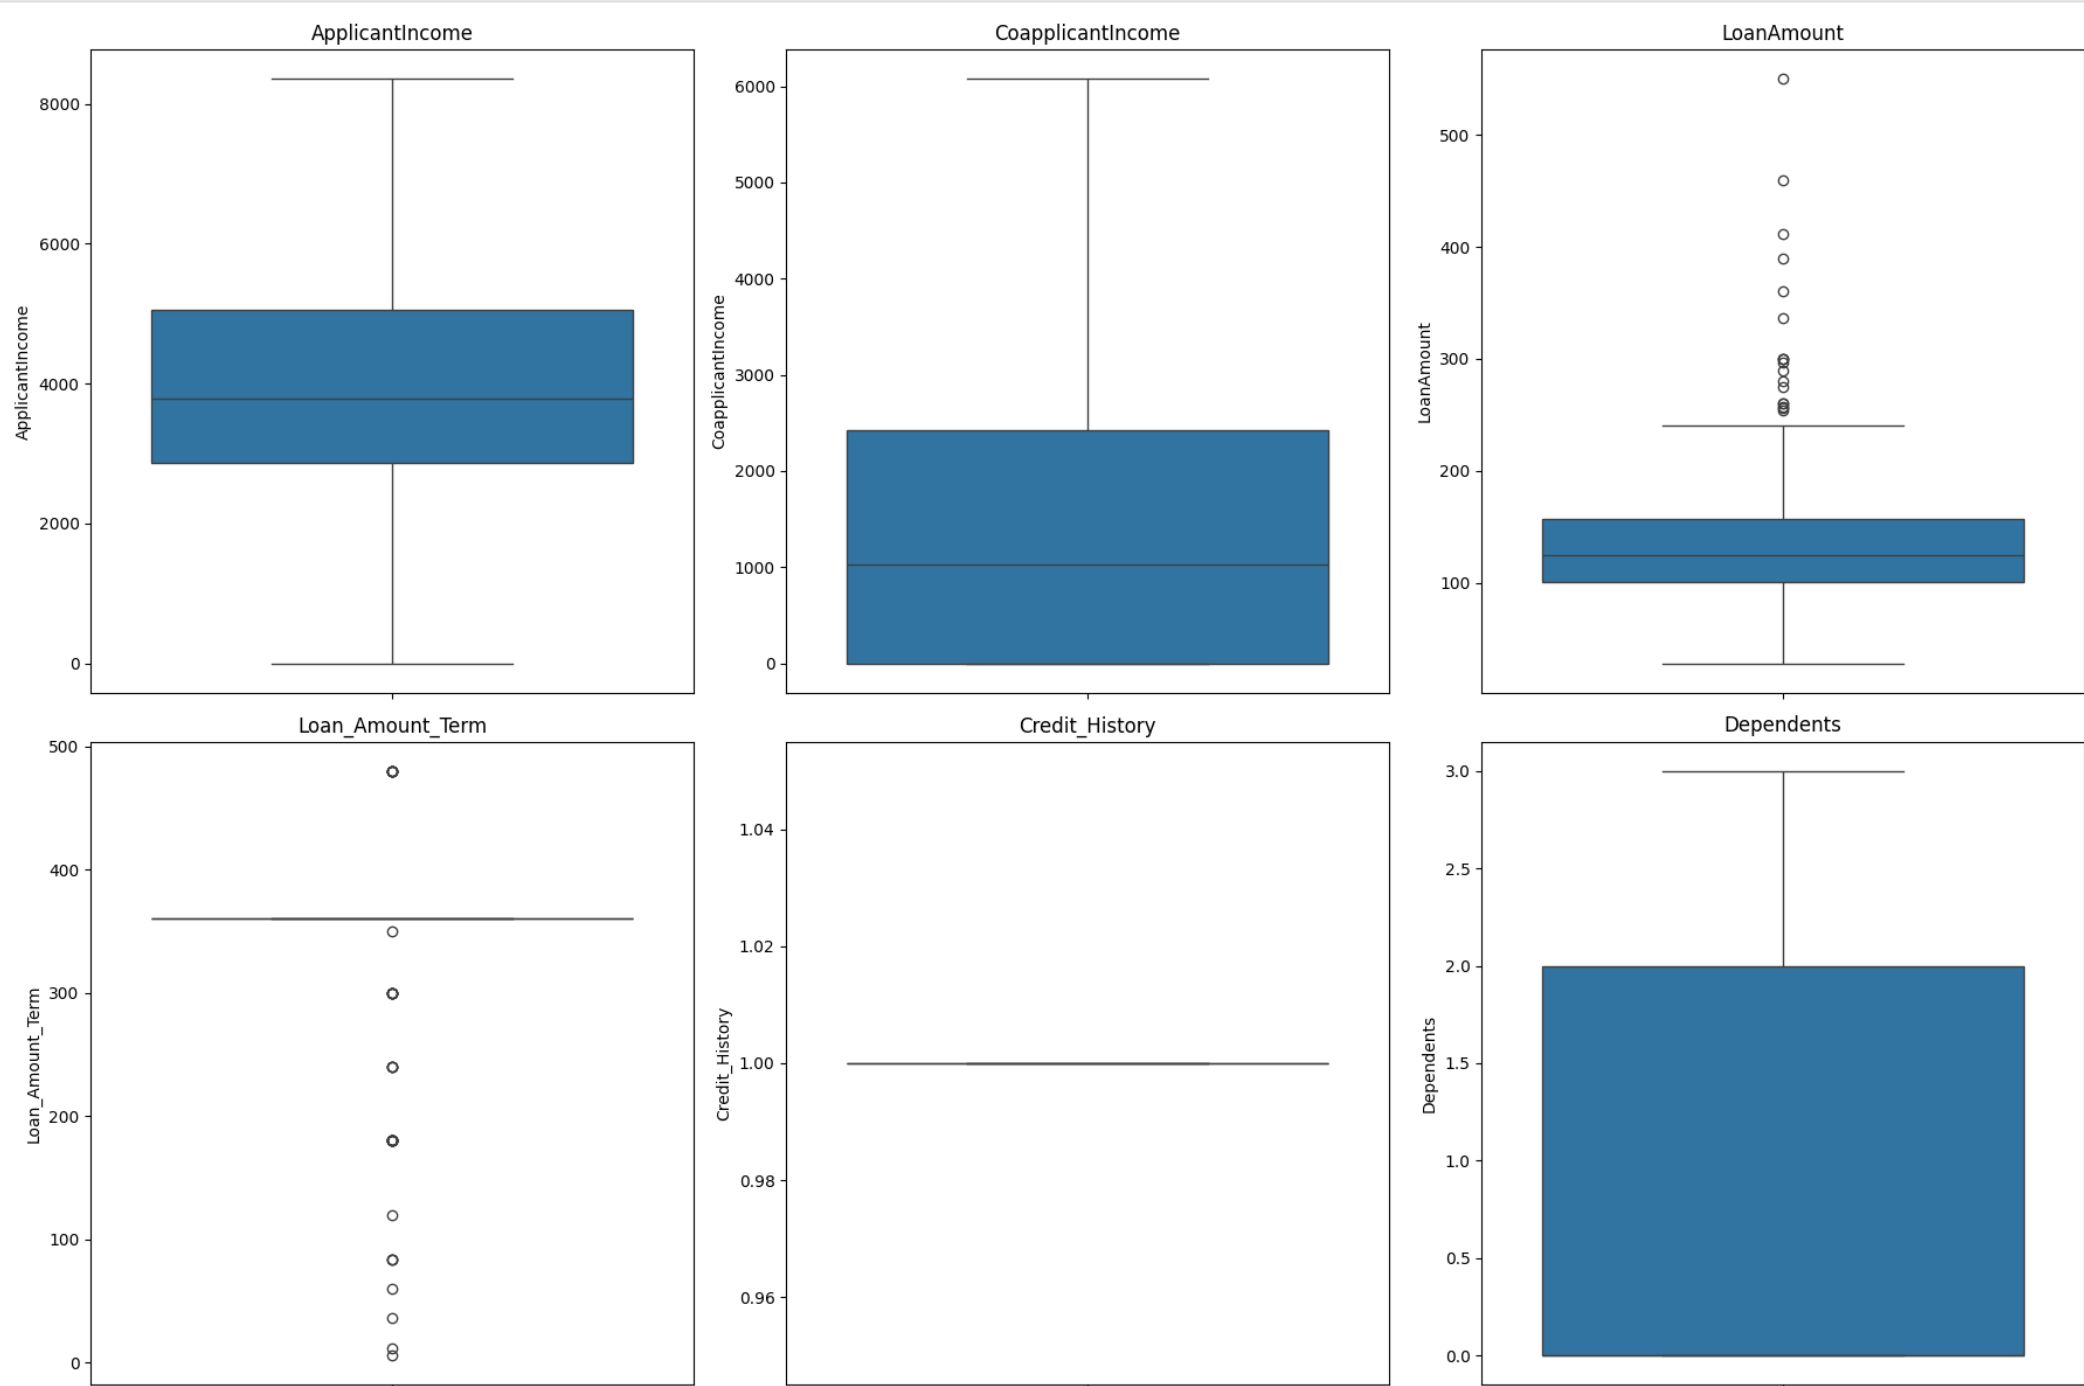 ApplicantIncome
8000
6000
4000
2000
0
ApplicantIncome
CoapplicantIncome
6000
5000
4000
3000
2000
1000
0
CoapplicantIncome
LoanAmount
500
400
300
200
100
LoanAmount
Loan_Amount_Term
500
400
300
200
100
0
Loan_Amount_Term
Credit_History
1.04
1.02
1.00
0.98
0.96
Credit_History
Dependents
3.0
2.5
2.0
1.5
1.0
0.5
0.0
Dependents